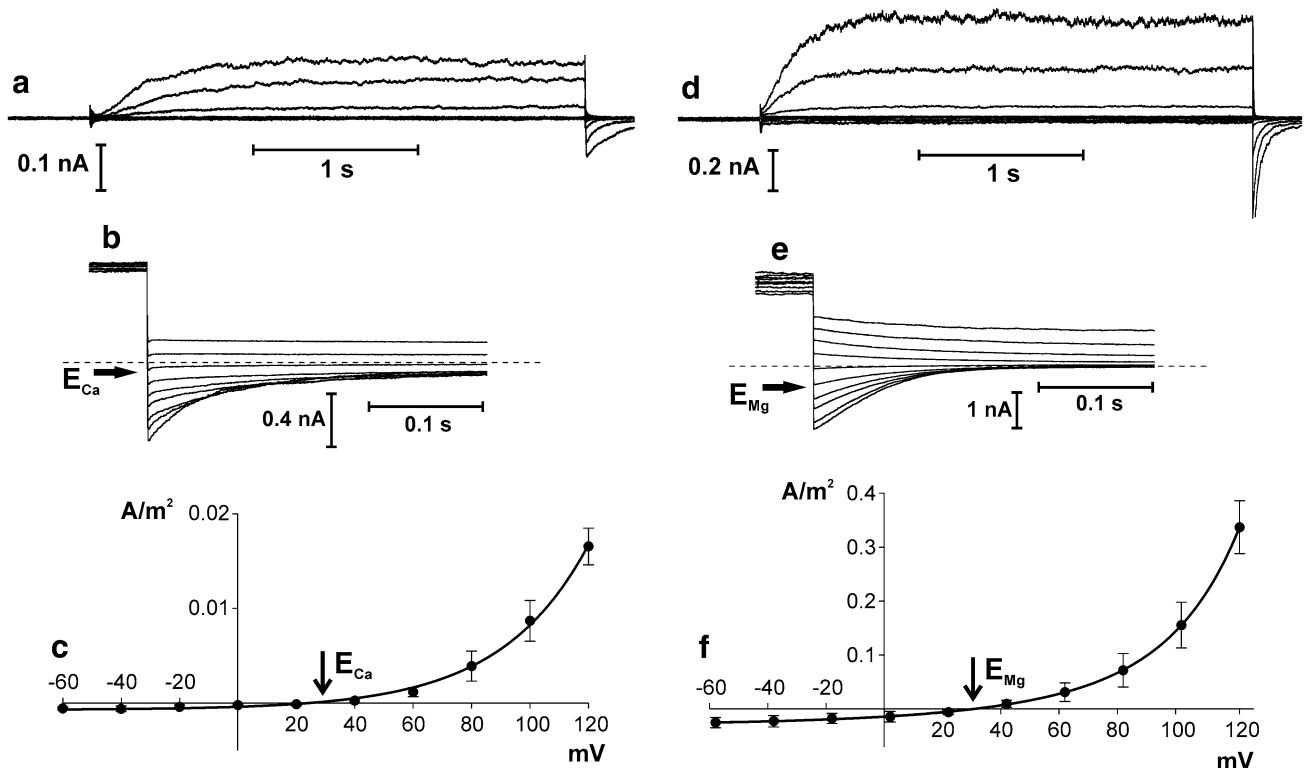 a
0.1 nA
1 s
b
E_Ca
0.4 nA
0.1 s
A/m²
0.02
0.01
c
E_Ca
-60 -40 -20
20 40 60 80 100 120
mV
d
0.2 nA
1 s
e
E_Mg
1 nA
0.1 s
A/m²
0.4
0.3
0.2
0.1
f
E_Mg
-60 -40 -20
20 40 60 80 100 120
mV